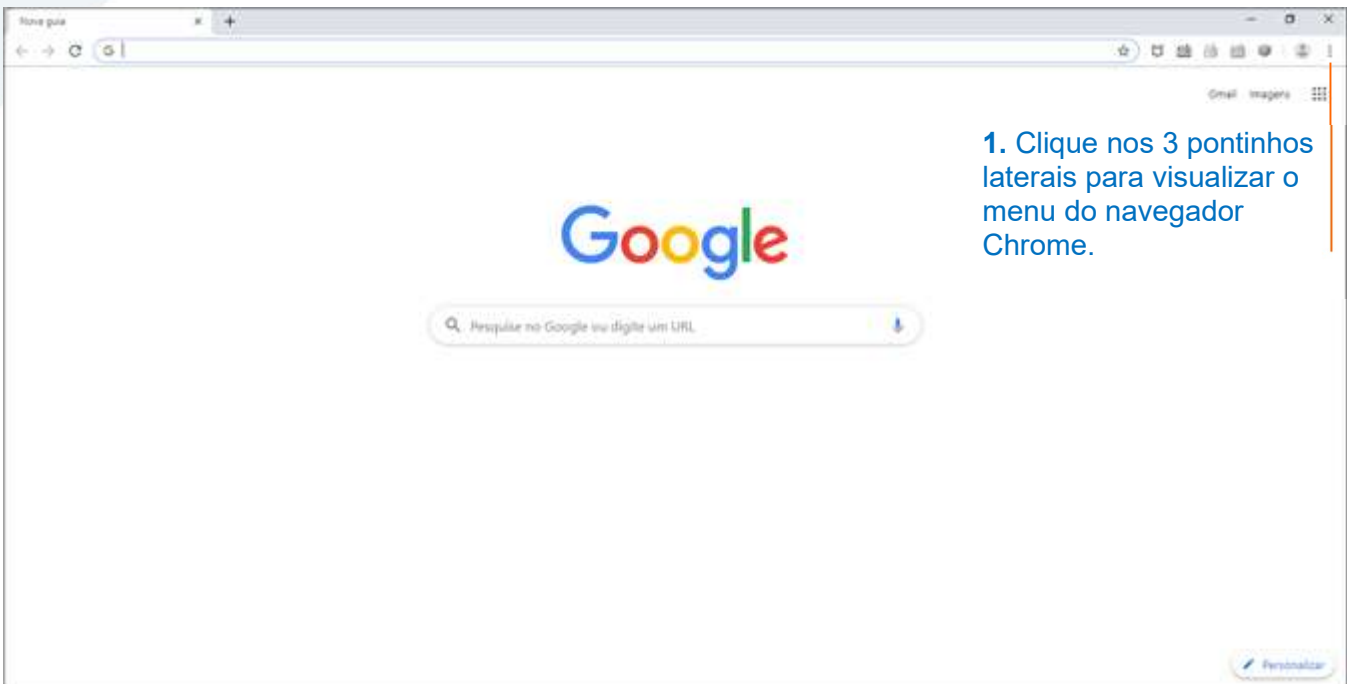 Nova guia
G
Gmail Imagens
1. Clique nos 3 pontinhos
laterais para visualizar o
menu do navegador
Chrome.
Google
Pesquise no Google ou digite um URL
Personalizar